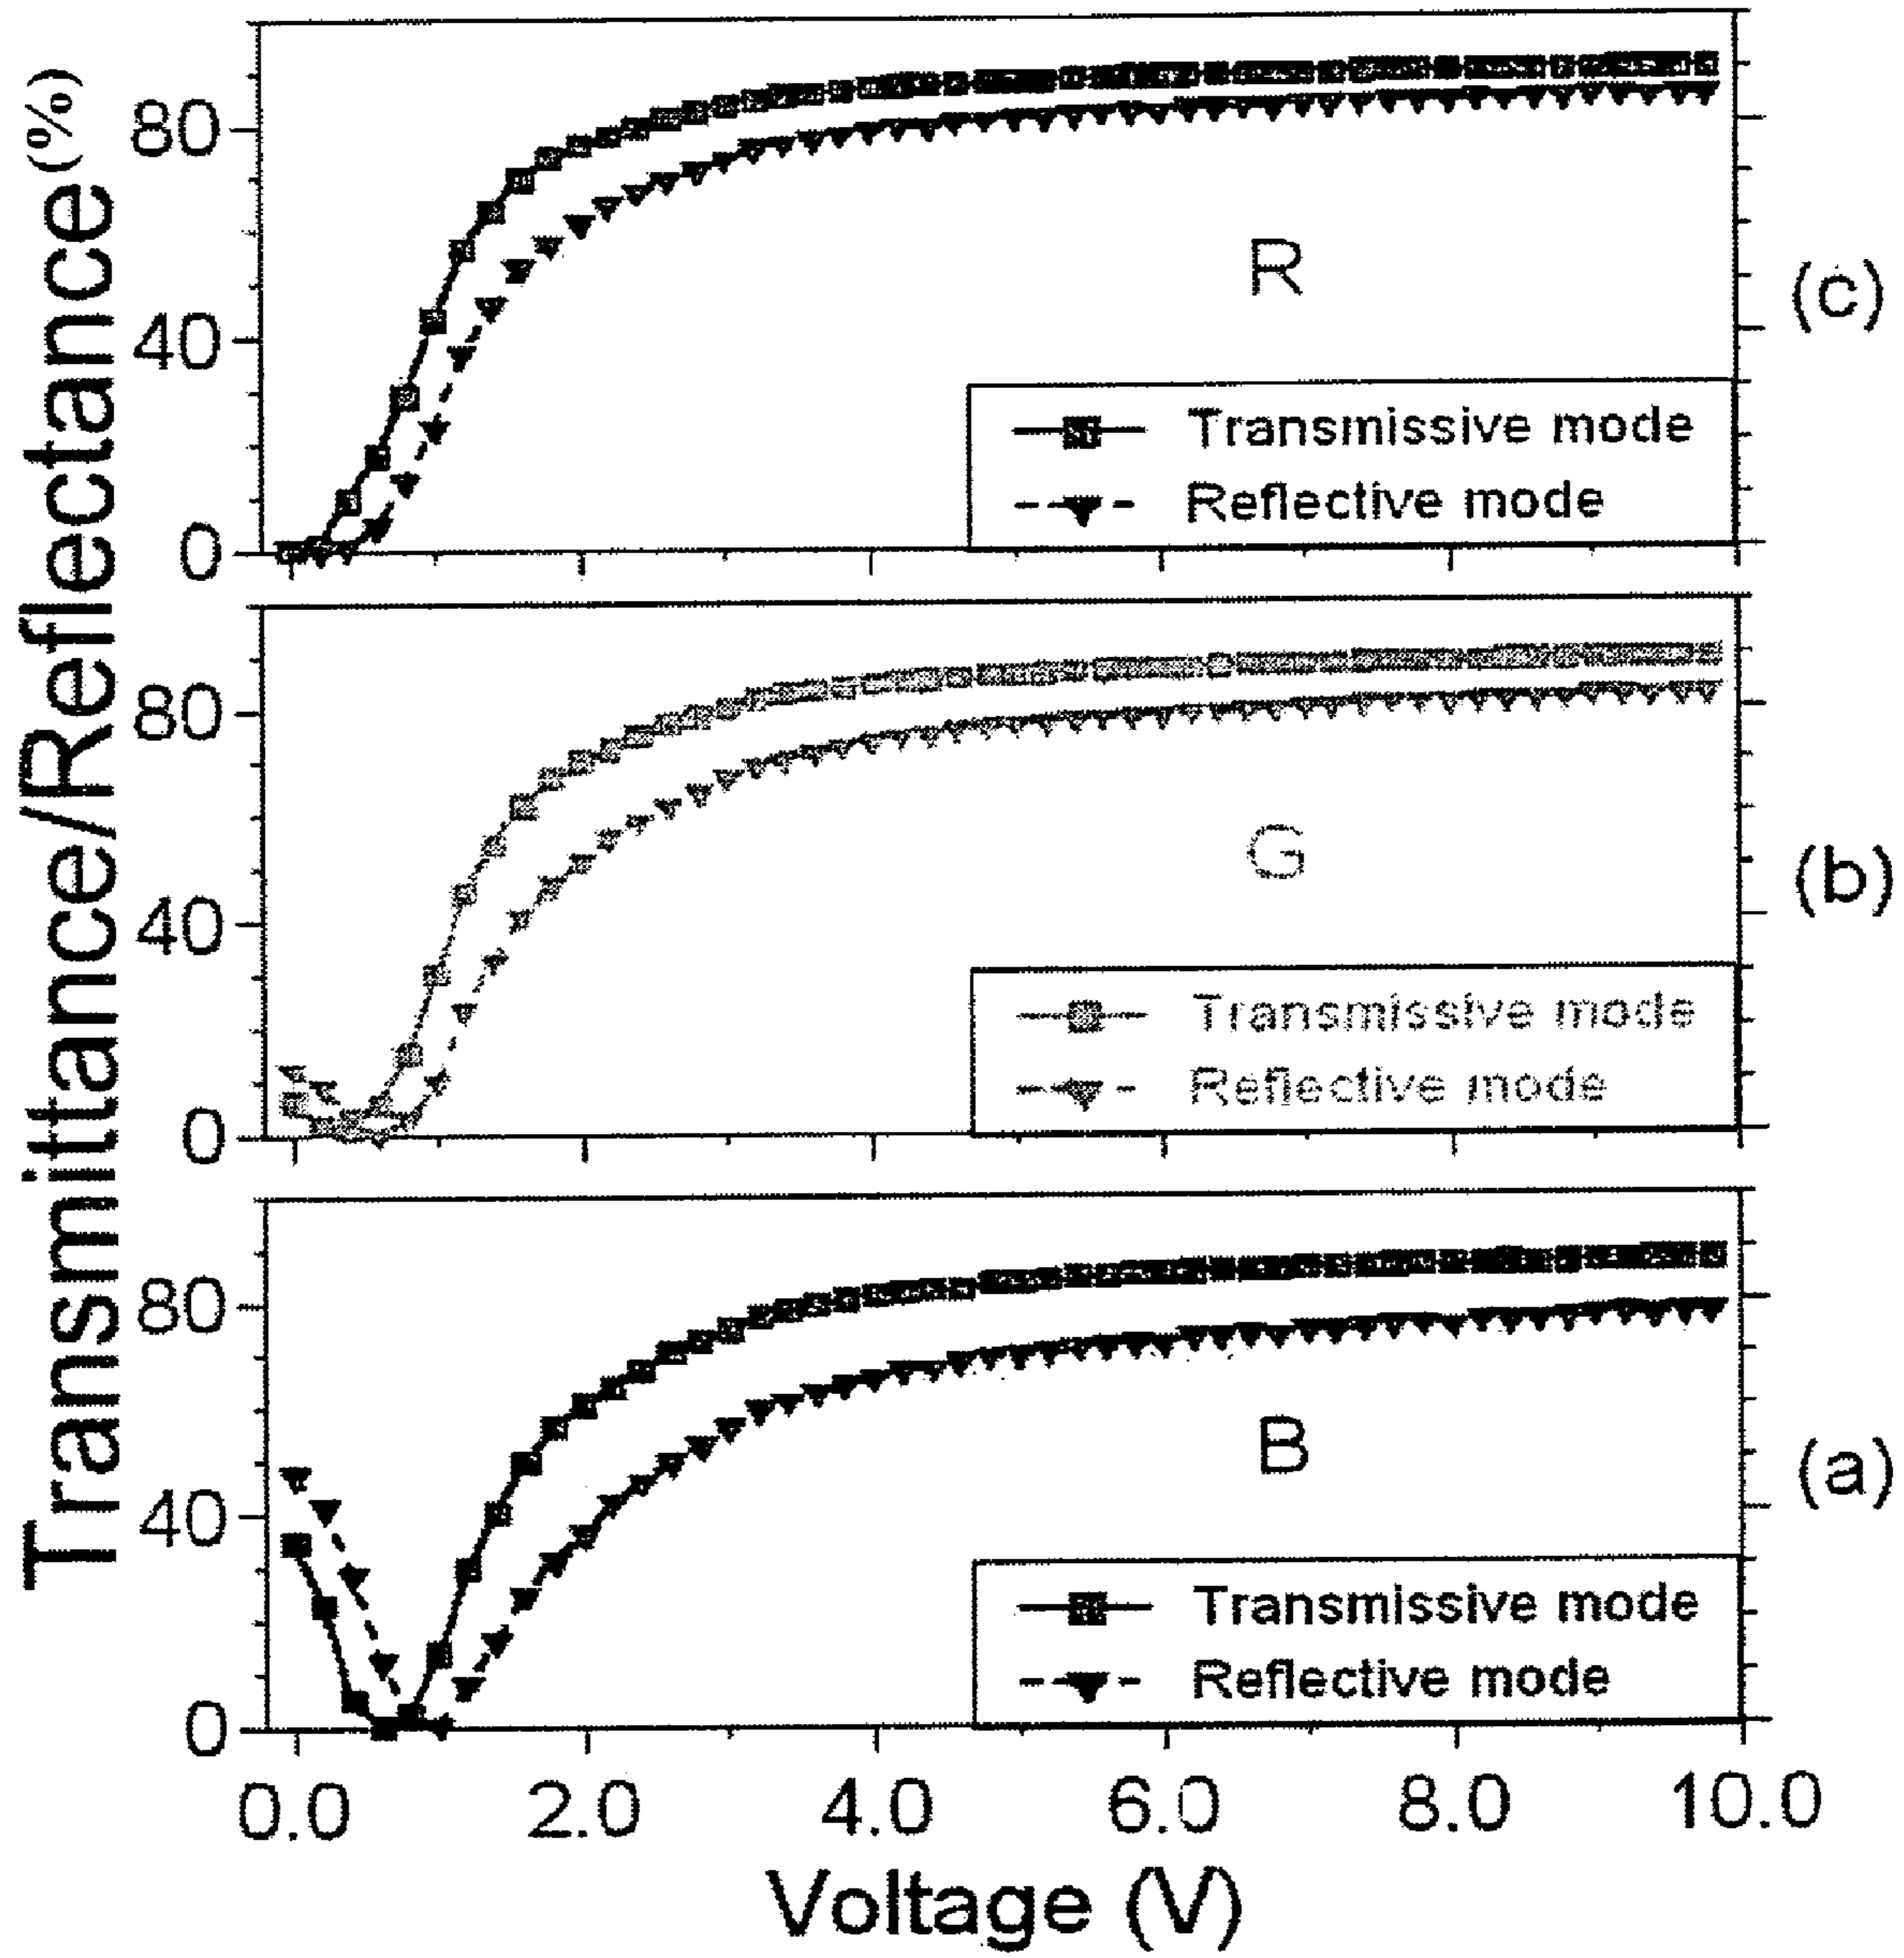 Transmittance/Reflectance(%)
80
40
0
R
Transmissive mode
Reflective mode
(c)
80
40
0
G
Transmissive mode
Reflective mode
(b)
80
40
0
B
Transmissive mode
Reflective mode
(a)
0.0 2.0 4.0 6.0 8.0 10.0
Voltage (V)